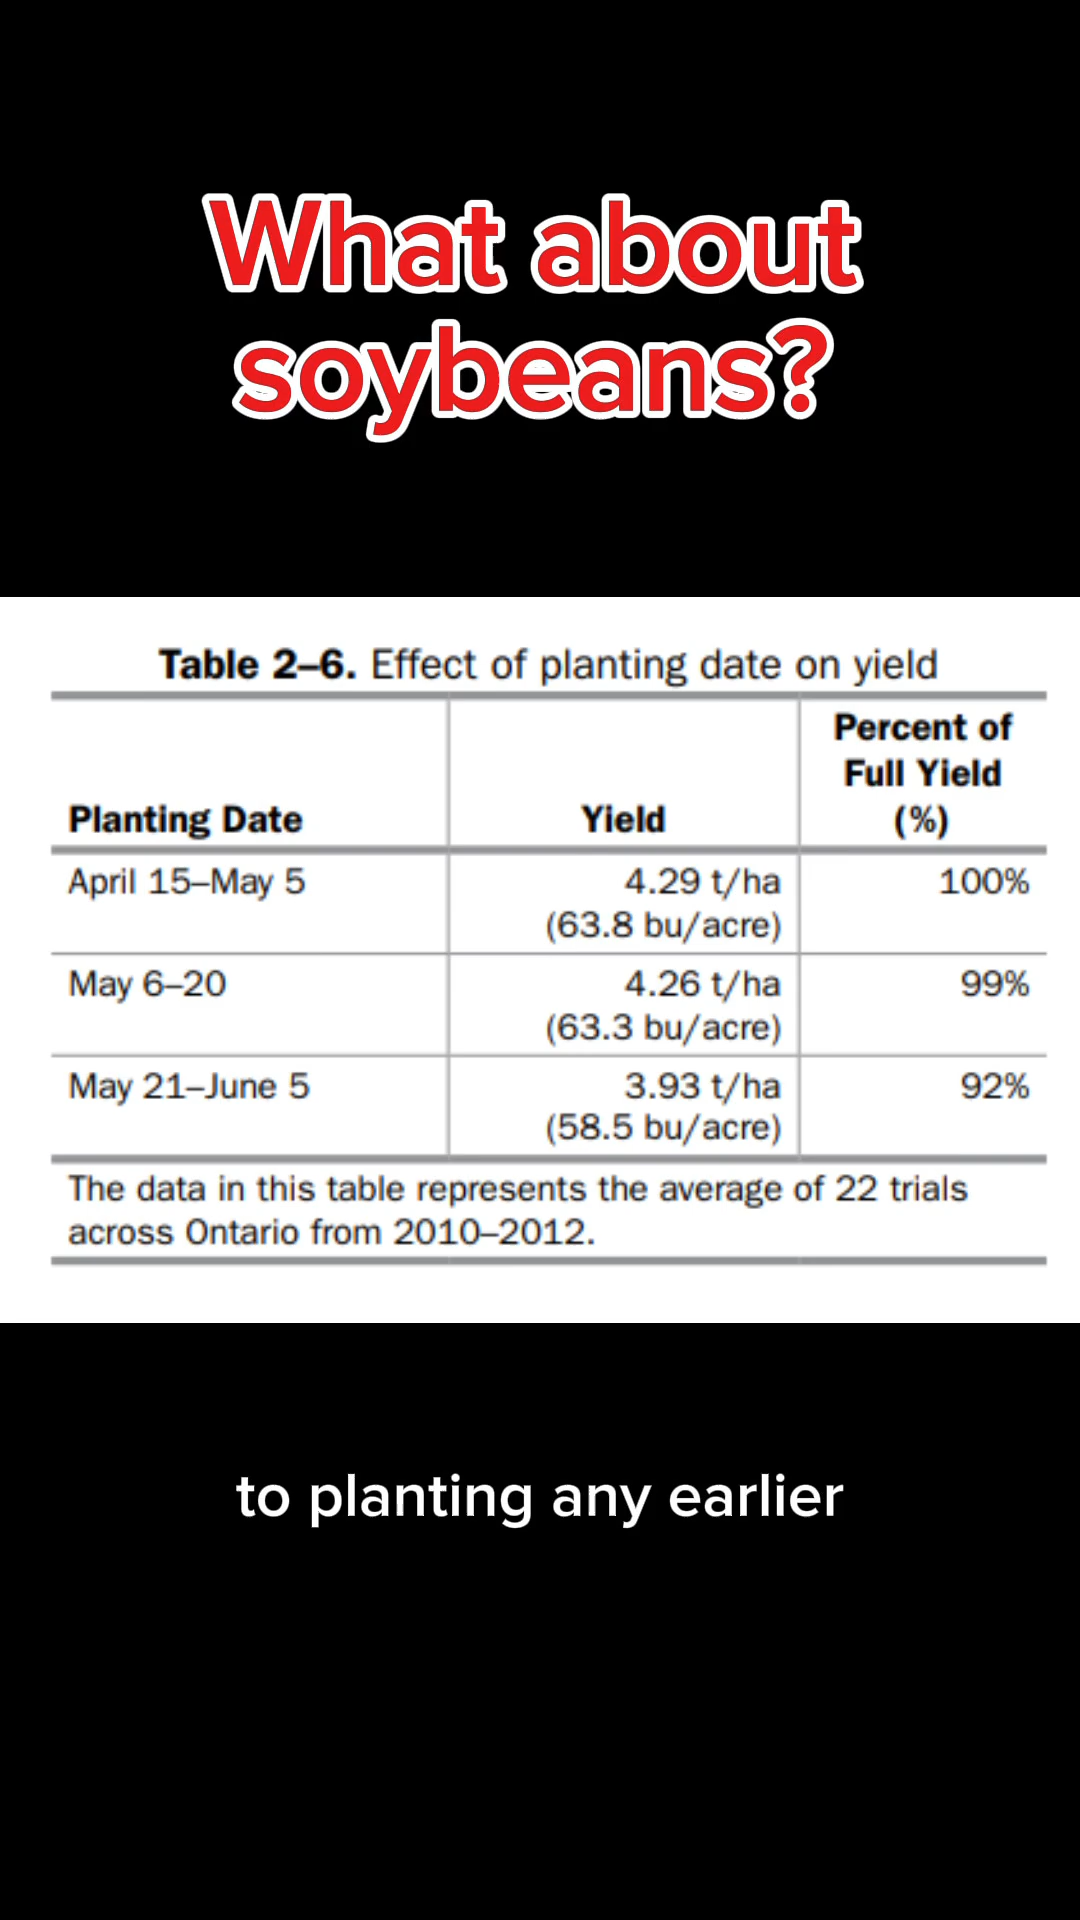 What about
soybeans?
Table 2–6. Effect of planting date on yield
Planting Date Yield Percent of Full Yield (%)
April 15–May 5 4.29 t/ha (63.8 bu/acre) 100%
May 6–20 4.26 t/ha (63.3 bu/acre) 99%
May 21–June 5 3.93 t/ha (58.5 bu/acre) 92%
The data in this table represents the average of 22 trials
across Ontario from 2010–2012.
to planting any earlier